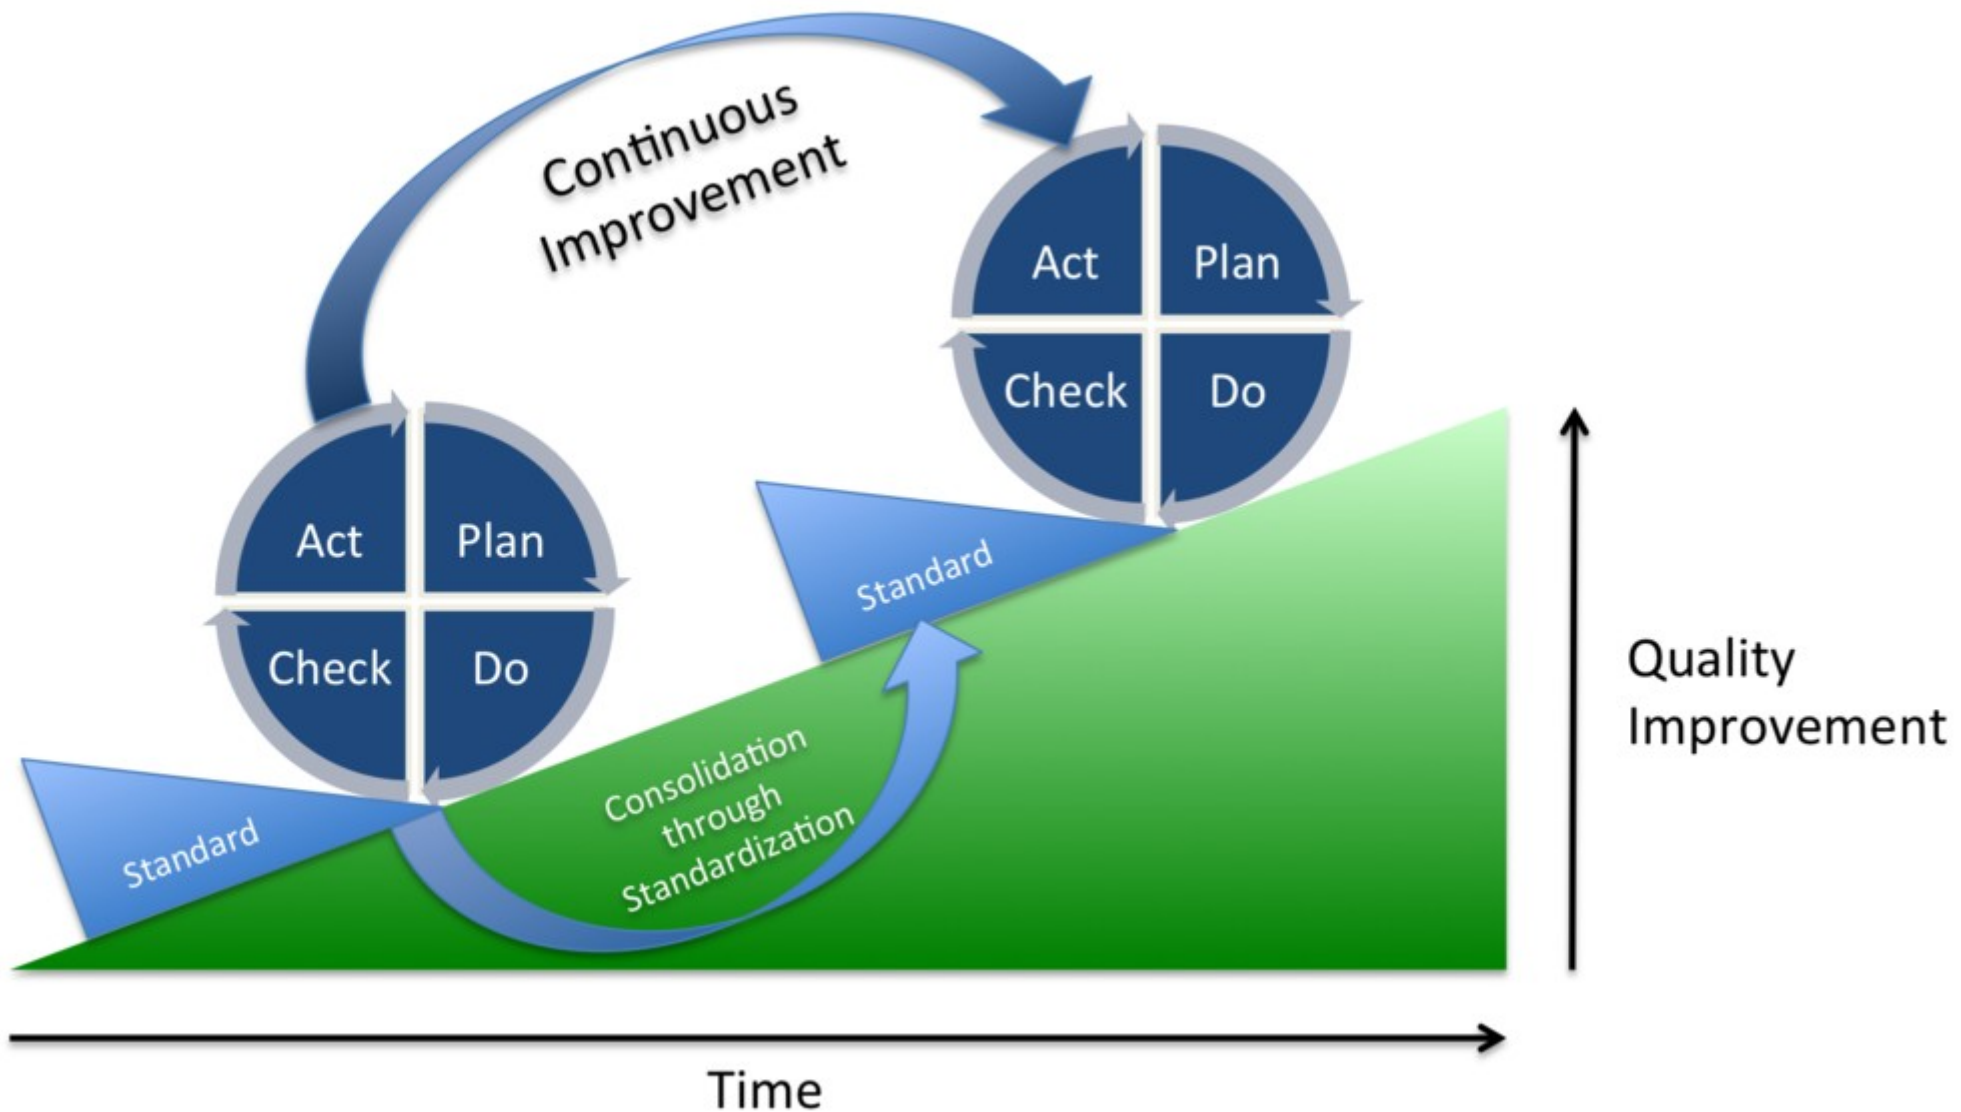 Continuous
Improvement
Act
Plan
Check
Do
Act
Plan
Check
Do
Standard
Standard
Consolidation
through
Standardization
Quality
Improvement
Time